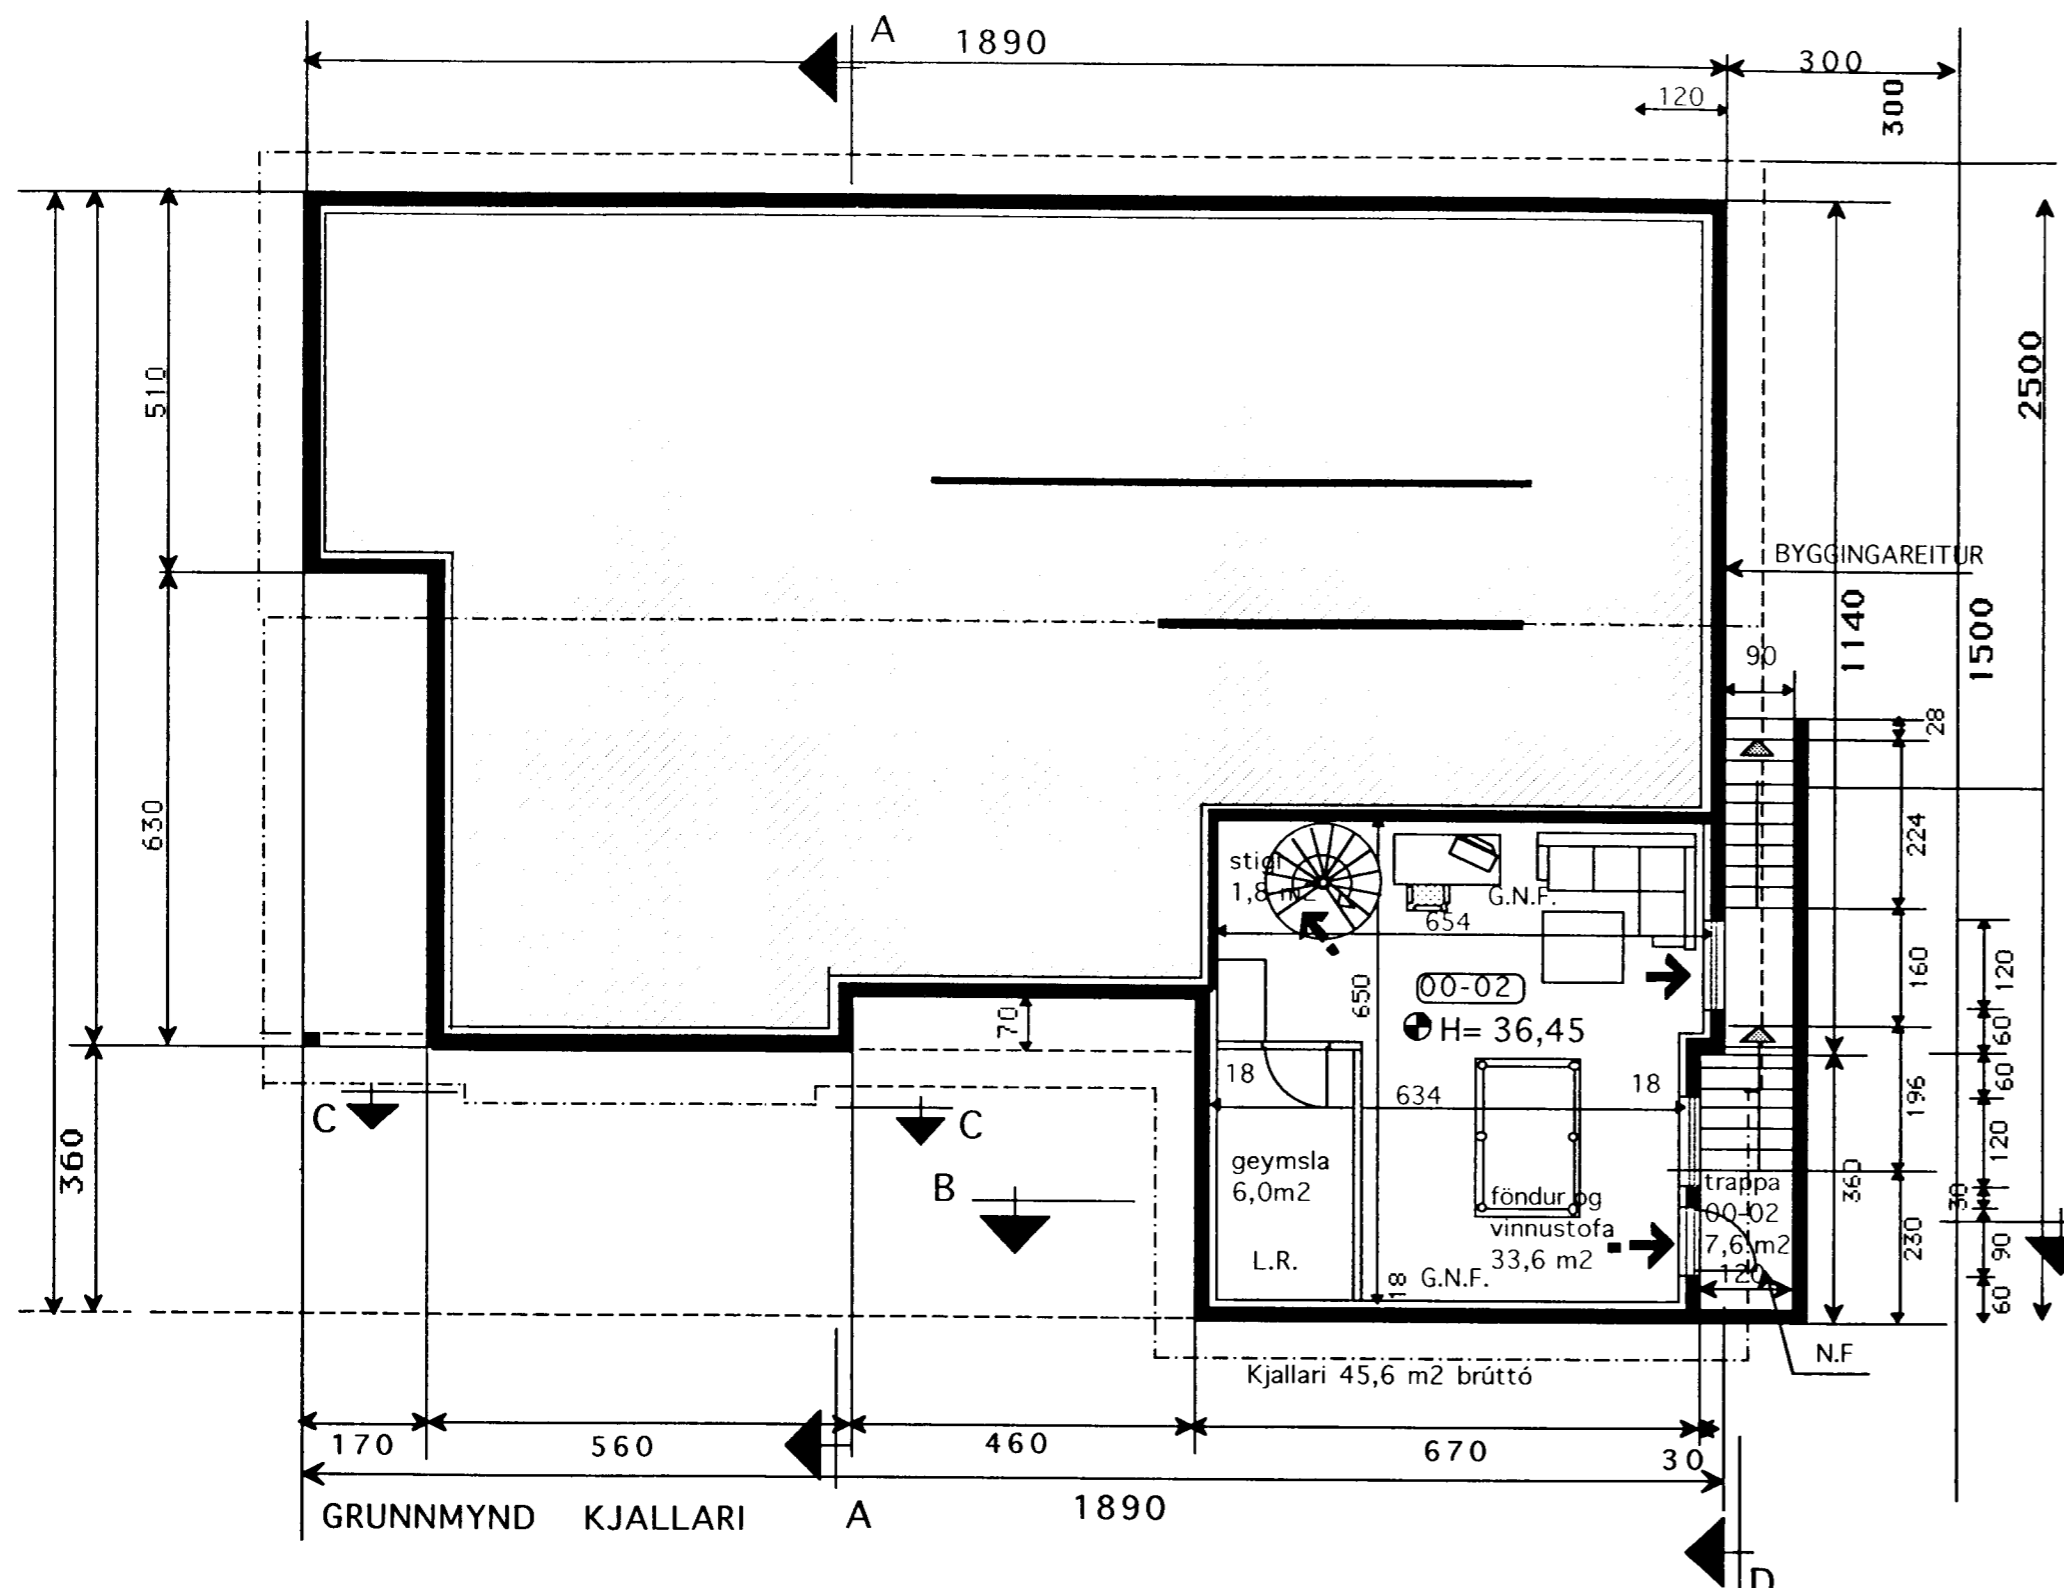 A
1890
300
120
300
510
2500
BYGGINGAREITUR
1140
1500
90
28
630
224
stigi
1,8 m2
G.N.F.
654
650
00-02
H= 36,45
160
120
60
70
18
18
634
60
196
120
C
C
360
B
geymsla
6,0m2
föndur og
vinnustofa
33,6 m2
trappa
00-02
7,6 m2
120
360
30
230
90
60
L.R.
18
G.N.F.
N.F
Kjallari 45,6 m2 brúttó
170
560
460
670
30
1890
GRUNNMYND KJALLARI
A
D